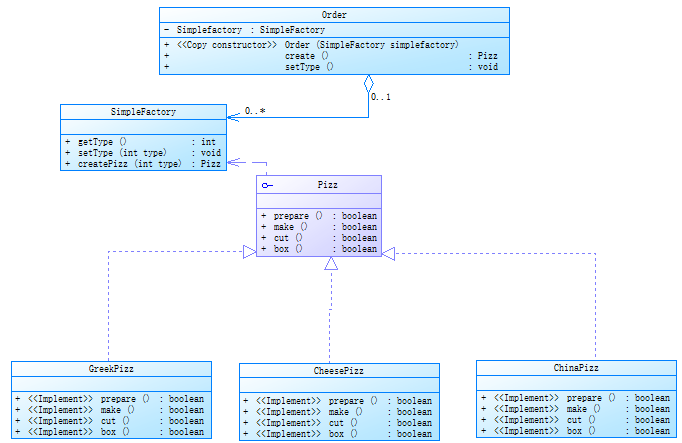 Order
- Simplefactory : SimpleFactory
+ <<Copy constructor>> Order (SimpleFactory simplefactory)
+ create () : Pizz
+ setType () : void
0..1
0..*
SimpleFactory
+ getType () : int
+ setType (int type) : void
+ createPizz (int type) : Pizz
Pizz
+ prepare () : boolean
+ make () : boolean
+ cut () : boolean
+ box () : boolean
GreekPizz
+ <<Implement>> prepare () : boolean
+ <<Implement>> make () : boolean
+ <<Implement>> cut () : boolean
+ <<Implement>> box () : boolean
CheesePizz
+ <<Implement>> prepare () : boolean
+ <<Implement>> make () : boolean
+ <<Implement>> cut () : boolean
+ <<Implement>> box () : boolean
ChinaPizz
+ <<Implement>> prepare () : boolean
+ <<Implement>> make () : boolean
+ <<Implement>> cut () : boolean
+ <<Implement>> box () : boolean